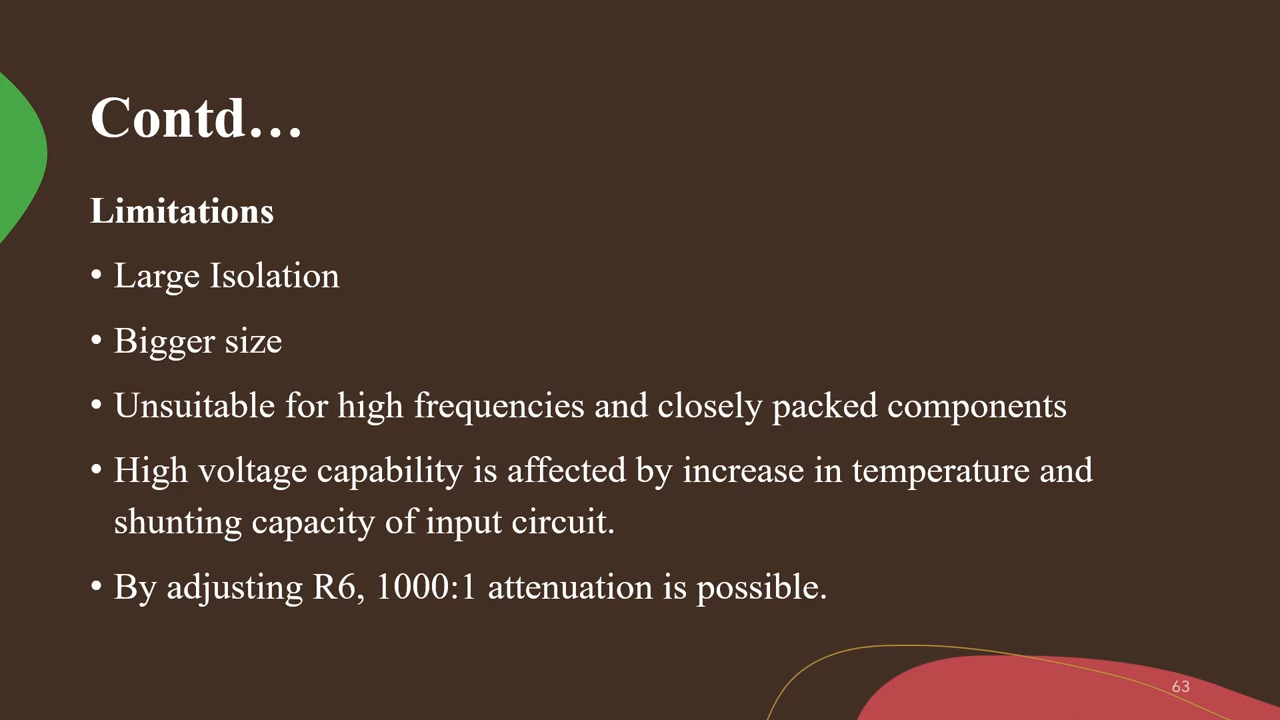 Contd…
Limitations
• Large Isolation
• Bigger size
• Unsuitable for high frequencies and closely packed components
• High voltage capability is affected by increase in temperature and
shunting capacity of input circuit.
• By adjusting R6, 1000:1 attenuation is possible.
63